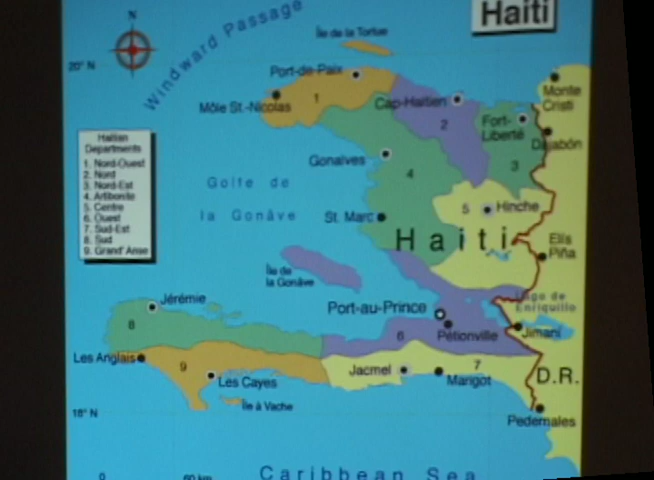 Haiti
N
Windward Passage
Île de la Tortue
20° N
Port-de-Paix
1
Môle St.-Nicolas
Cap-Haïtien
2
Monte
Cristi
Fort-
Liberté
Dajabón
3
Haitian
Departments
1. Nord-Ouest
2. Nord
3. Nord-Est
4. Artibonite
5. Centre
6. Ouest
7. Sud-Est
8. Sud
9. Grand' Anse
Gonaïves
4
Golfe de
la Gonâve
St. Marc
5
Hinche
Haiti
Elís
Piña
Île de
la Gonâve
Lago de
Enriquillo
Jérémie
Port-au-Prince
Pétionville
Jimaní
8
6
Les Anglais
9
Les Cayes
Jacmel
7
Marigot
D.R.
Île à Vache
18° N
Pedernales
0
60 km
Caribbean Sea